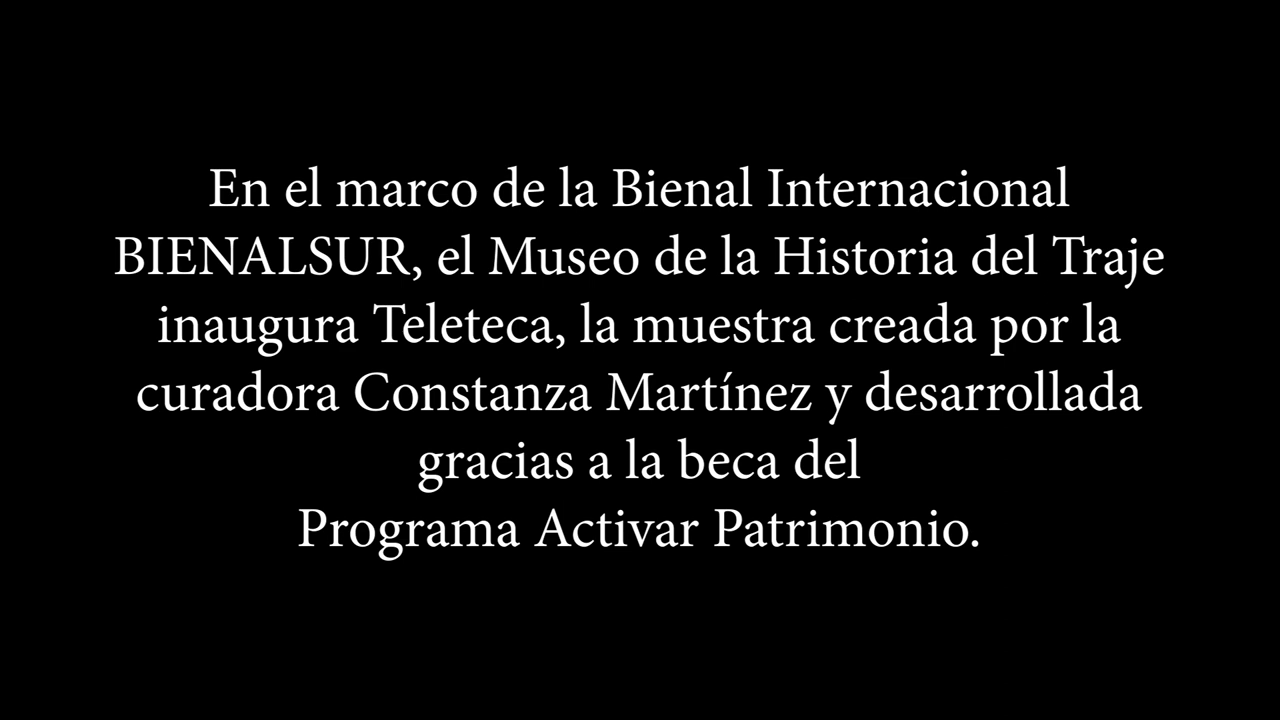 En el marco de la Bienal Internacional
BIENALSUR, el Museo de la Historia del Traje
inaugura Teleteca, la muestra creada por la
curadora Constanza Martínez y desarrollada
gracias a la beca del
Programa Activar Patrimonio.